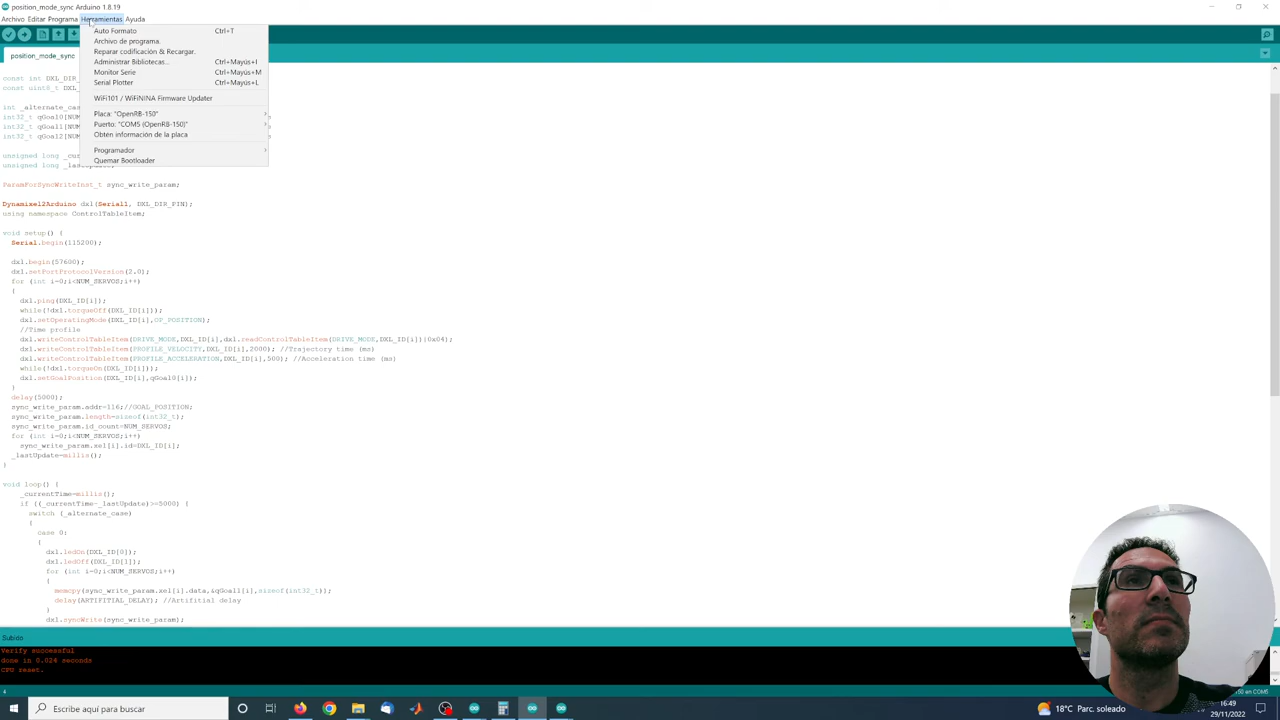 position_mode_sync Arduino 1.8.19
Archivo Editar Programa Herramientas Ayuda
position_mode_sync
Auto Formato Ctrl+T
Archivo de programa.
Reparar codificación & Recargar.
Administrar Bibliotecas... Ctrl+Mayús+I
Monitor Serie Ctrl+Mayús+M
Serial Plotter Ctrl+Mayús+L
WiFi101 / WiFiNINA Firmware Updater
Placa: "OpenRB-150"
Puerto: "COM5 (OpenRB-150)"
Obtén información de la placa
Programador
Quemar Bootloader
const int DXL_DIR
const uint8_t DXL
int _alternate_cas
int32_t qGoal0[NUM
int32_t qGoal1[NUM
int32_t qGoal2[NUM
unsigned long _cu
unsigned long _lastUpdate;
ParamForSyncWriteInst_t sync_write_param;
Dynamixel2Arduino dxl(Serial1, DXL_DIR_PIN);
using namespace ControlTableItem;
void setup() {
Serial.begin(115200);
dxl.begin(57600);
dxl.setPortProtocolVersion(2.0);
for (int i=0;i<NUM_SERVOS;i++)
{
dxl.ping(DXL_ID[i]);
while(!dxl.torqueOff(DXL_ID[i]));
dxl.setOperatingMode(DXL_ID[i],OP_POSITION);
//Time profile
dxl.writeControlTableItem(DRIVE_MODE,DXL_ID[i],dxl.readControlTableItem(DRIVE_MODE,DXL_ID[i])|0x04);
dxl.writeControlTableItem(PROFILE_VELOCITY,DXL_ID[i],2000); //Trajectory time (ms)
dxl.writeControlTableItem(PROFILE_ACCELERATION,DXL_ID[i],500); //Acceleration time (ms)
while(!dxl.torqueOn(DXL_ID[i]));
dxl.setGoalPosition(DXL_ID[i],qGoal0[i]);
}
delay(5000);
sync_write_param.addr=116;//GOAL_POSITION;
sync_write_param.length=sizeof(int32_t);
sync_write_param.id_count=NUM_SERVOS;
for (int i=0;i<NUM_SERVOS;i++)
sync_write_param.xel[i].id=DXL_ID[i];
_lastUpdate=millis();
}
void loop() {
_currentTime=millis();
if ((_currentTime-_lastUpdate)>=5000) {
switch (_alternate_case)
{
case 0:
{
dxl.ledOn(DXL_ID[0]);
dxl.ledOff(DXL_ID[1]);
for (int i=0;i<NUM_SERVOS;i++)
{
memcpy(sync_write_param.xel[i].data,&qGoal1[i],sizeof(int32_t));
delay(ARTIFITIAL_DELAY); //Artifitial delay
}
dxl.syncWrite(sync_write_param);
Subido
Verify successful
done in 0.024 seconds
CPU reset.
4
150 en COM5
Escribe aquí para buscar
18°C Parc. soleado
16:49
29/11/2022